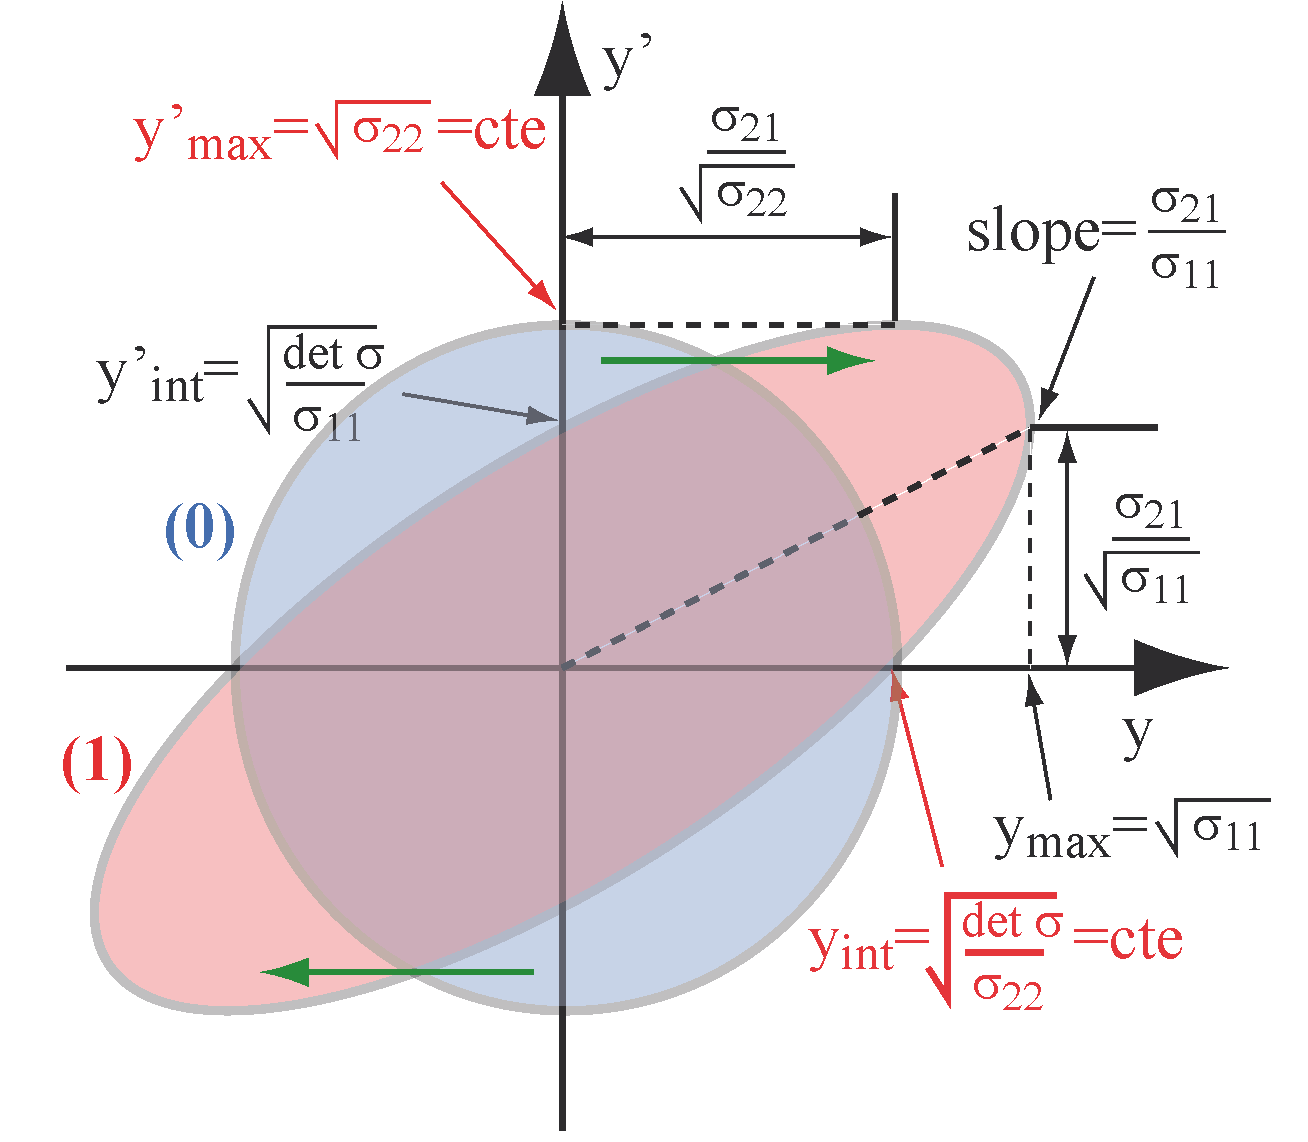 y’
y’max=√σ22=cte
σ21
√σ22
slope=σ21
σ11
y’int=√det σ
σ11
(0)
σ21
√σ11
y
(1)
ymax=√σ11
yint=√det σ=cte
σ22